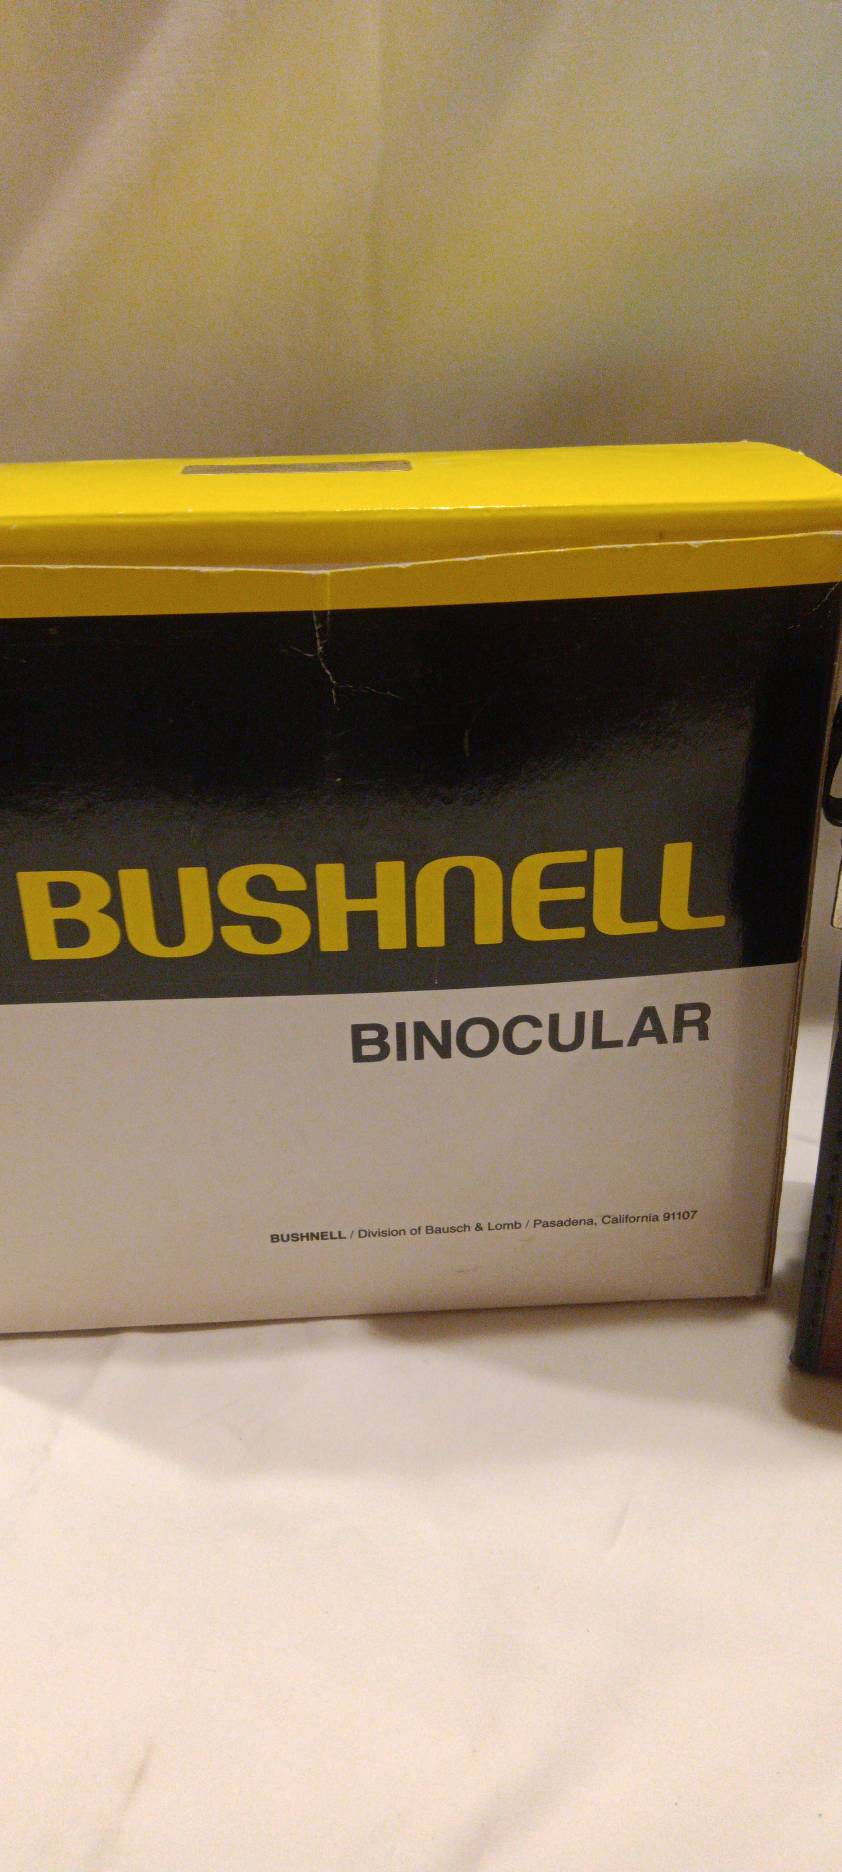 BUSHNELL
BINOCULAR
BUSHNELL / Division of Bausch & Lomb / Pasadena, California 91107